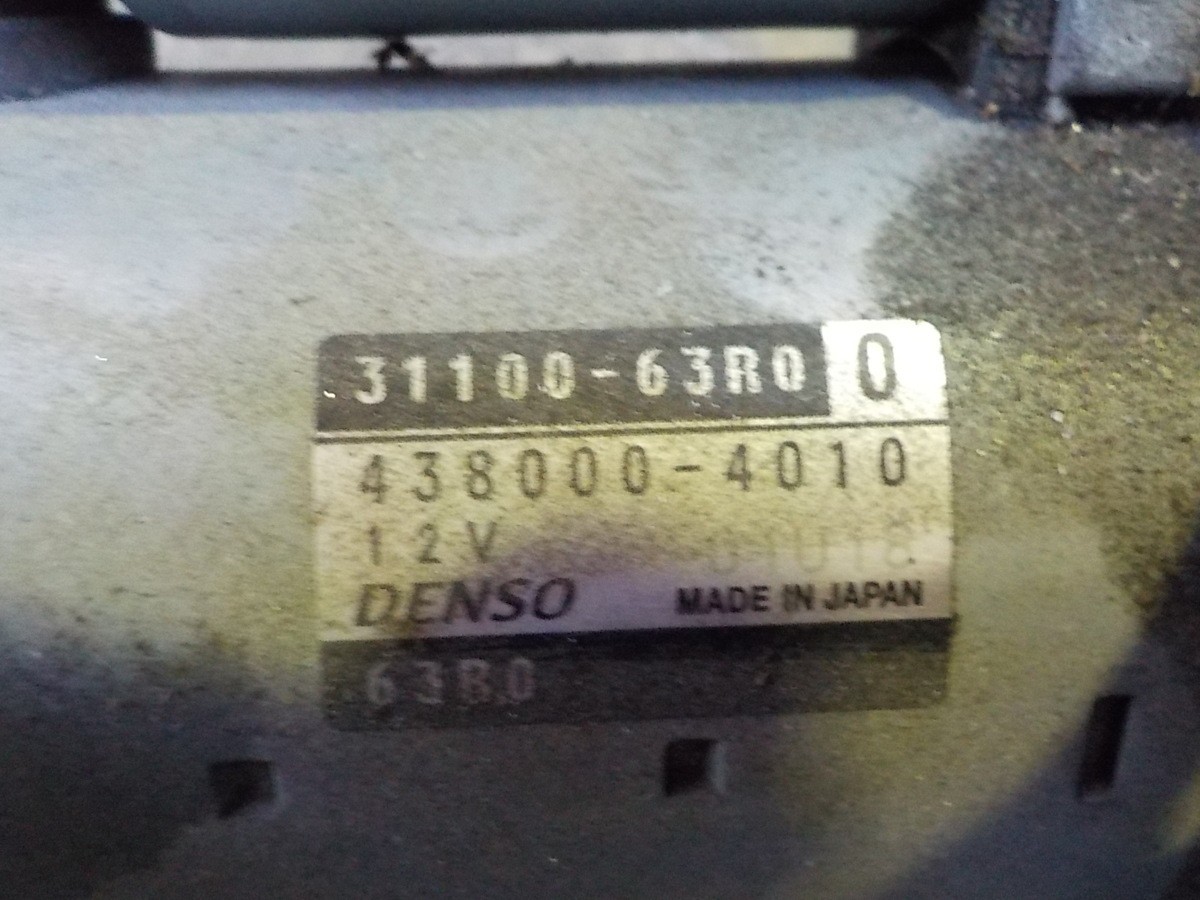 31100-63R0 0
438000-4010
12V
DENSO MADE IN JAPAN
63R0